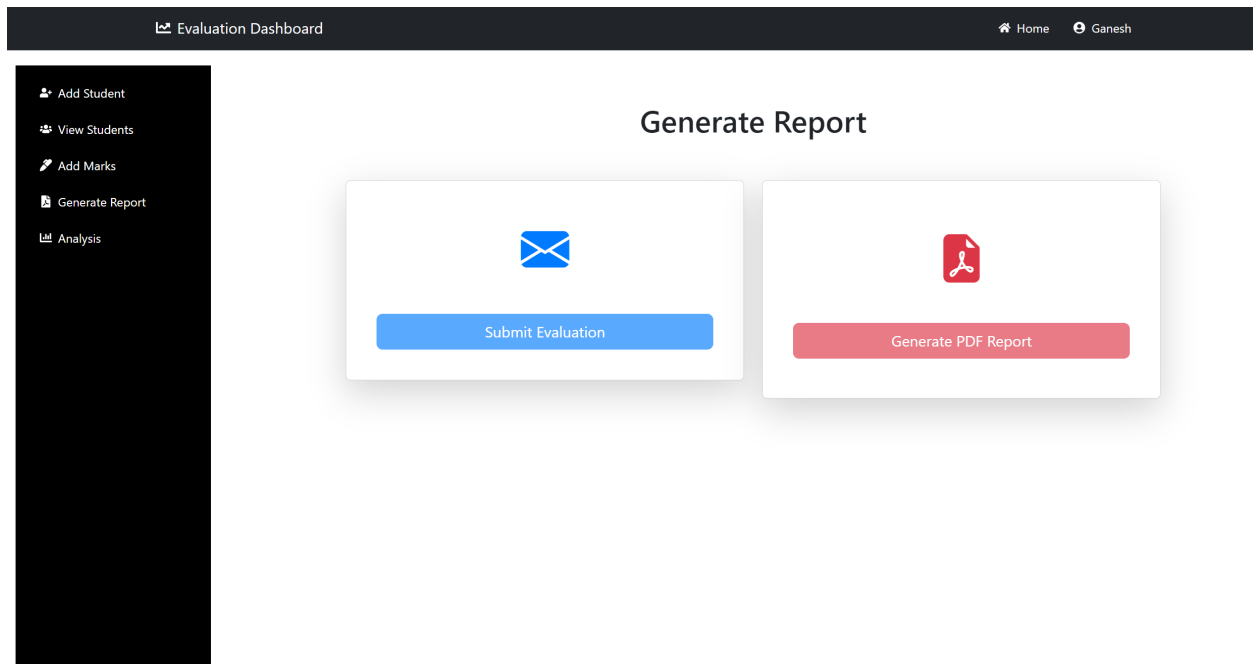 Evaluation Dashboard
Home
Ganesh
Add Student
View Students
Add Marks
Generate Report
Analysis
Generate Report
Submit Evaluation
Generate PDF Report